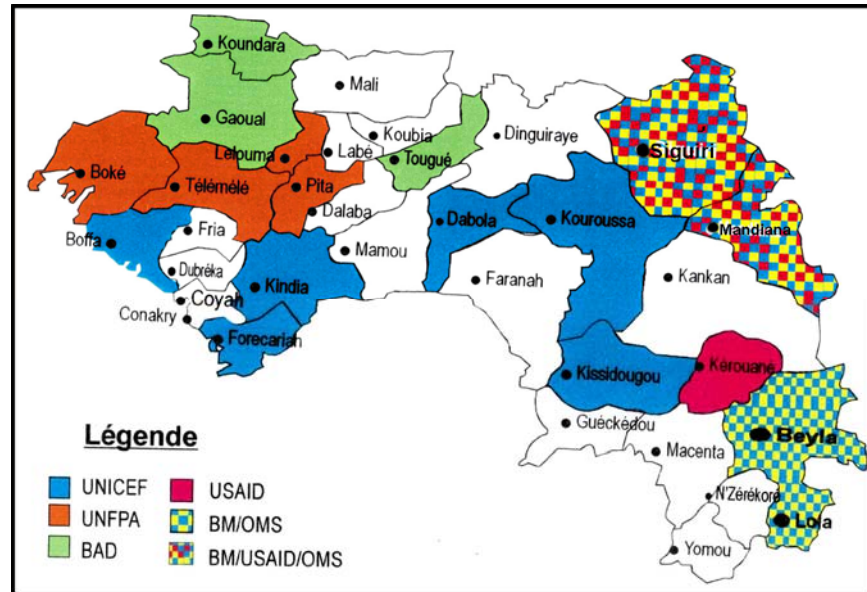 Koundara
Mali
Gaoual
Koubia
Dinguiraye
Siguiri
Lelouma
Labé
Tougué
Boké
Télémélé
Pita
Dalaba
Dabola
Kouroussa
Mandiana
Boffa
Fria
Mamou
Dubréka
Kindia
Faranah
Kankan
Coyah
Conakry
Forecariah
Kissidougou
Kerouané
Guéckédou
Beyla
Macenta
N'Zérékoré
Lola
Yomou
Légende
UNICEF
UNFPA
BAD
USAID
BM/OMS
BM/USAID/OMS